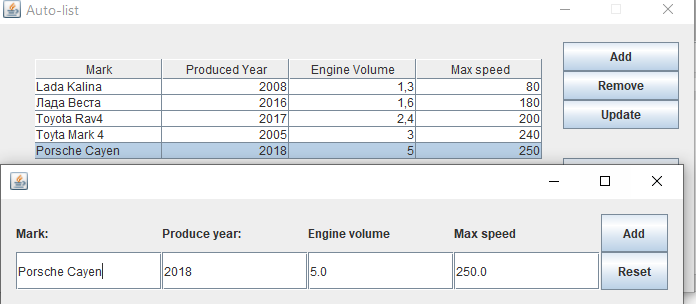 Auto-list
Mark Produced Year Engine Volume Max speed
Lada Kalina 2008 1,3 80
Лада Веста 2016 1,6 180
Toyota Rav4 2017 2,4 200
Toyta Mark 4 2005 3 240
Porsche Cayen 2018 5 250
Add
Remove
Update
Mark: Produce year: Engine volume Max speed Add
Porsche Cayen 2018 5.0 250.0 Reset